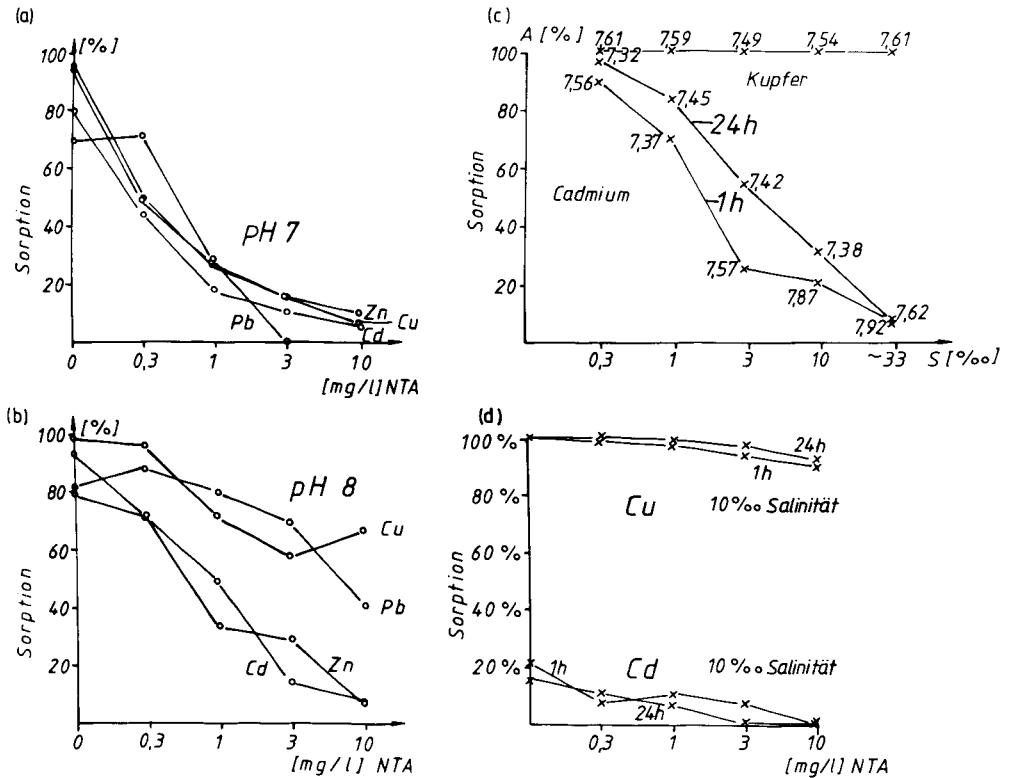 (a)
[%]
100
80
60
40
20
Sorption
pH 7
Pb
Zn
Cu
Cd
0 0,3 1 3 10
[mg/l] NTA
(b)
[%]
100
80
60
40
20
Sorption
pH 8
Cu
Pb
Cd
Zn
0 0,3 1 3 10
[mg/l] NTA
(c)
A [%]
100
80
60
40
20
Sorption
7,61 7,59 7,49 7,54 7,61
Kupfer
7,32
7,56
7,45
24h
7,37
7,42
Cadmium
1h
7,57
7,38
7,87
7,62
7,92
0,3 1 3 10 ~33 S [%oo]
(d)
100 %
80 %
60 %
40 %
20 %
Sorption
24h
1h
Cu 10%oo Salinität
Cd 10%oo Salinität
1h
24h
0,3 1 3 10
[mg/l] NTA